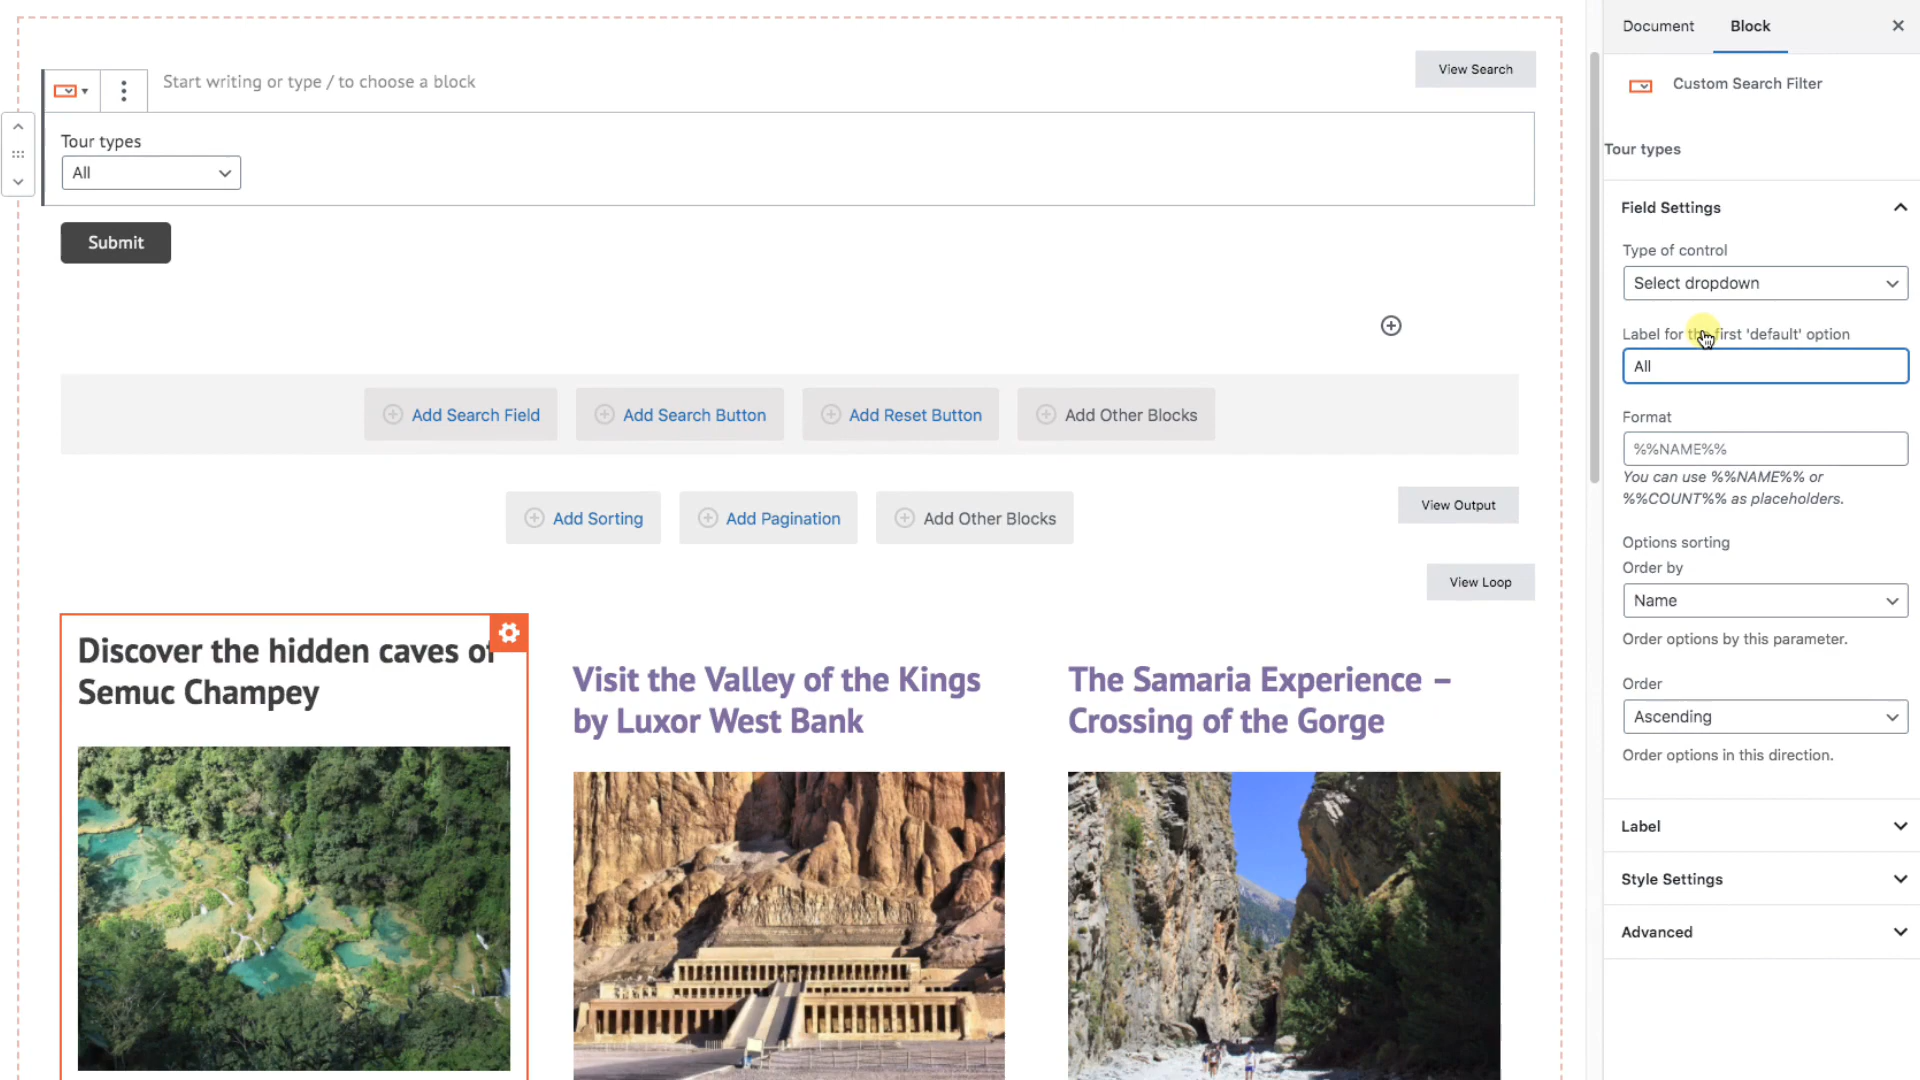 Start writing or type / to choose a block
View Search
Tour types
All
Submit
Add Search Field
Add Search Button
Add Reset Button
Add Other Blocks
Add Sorting
Add Pagination
Add Other Blocks
View Output
View Loop
Discover the hidden caves of
Semuc Champey
Visit the Valley of the Kings
by Luxor West Bank
The Samaria Experience –
Crossing of the Gorge
Document
Block
Custom Search Filter
Tour types
Field Settings
Type of control
Select dropdown
Label for the first 'default' option
All
Format
%%NAME%%
You can use %%NAME%% or
%%COUNT%% as placeholders.
Options sorting
Order by
Name
Order options by this parameter.
Order
Ascending
Order options in this direction.
Label
Style Settings
Advanced